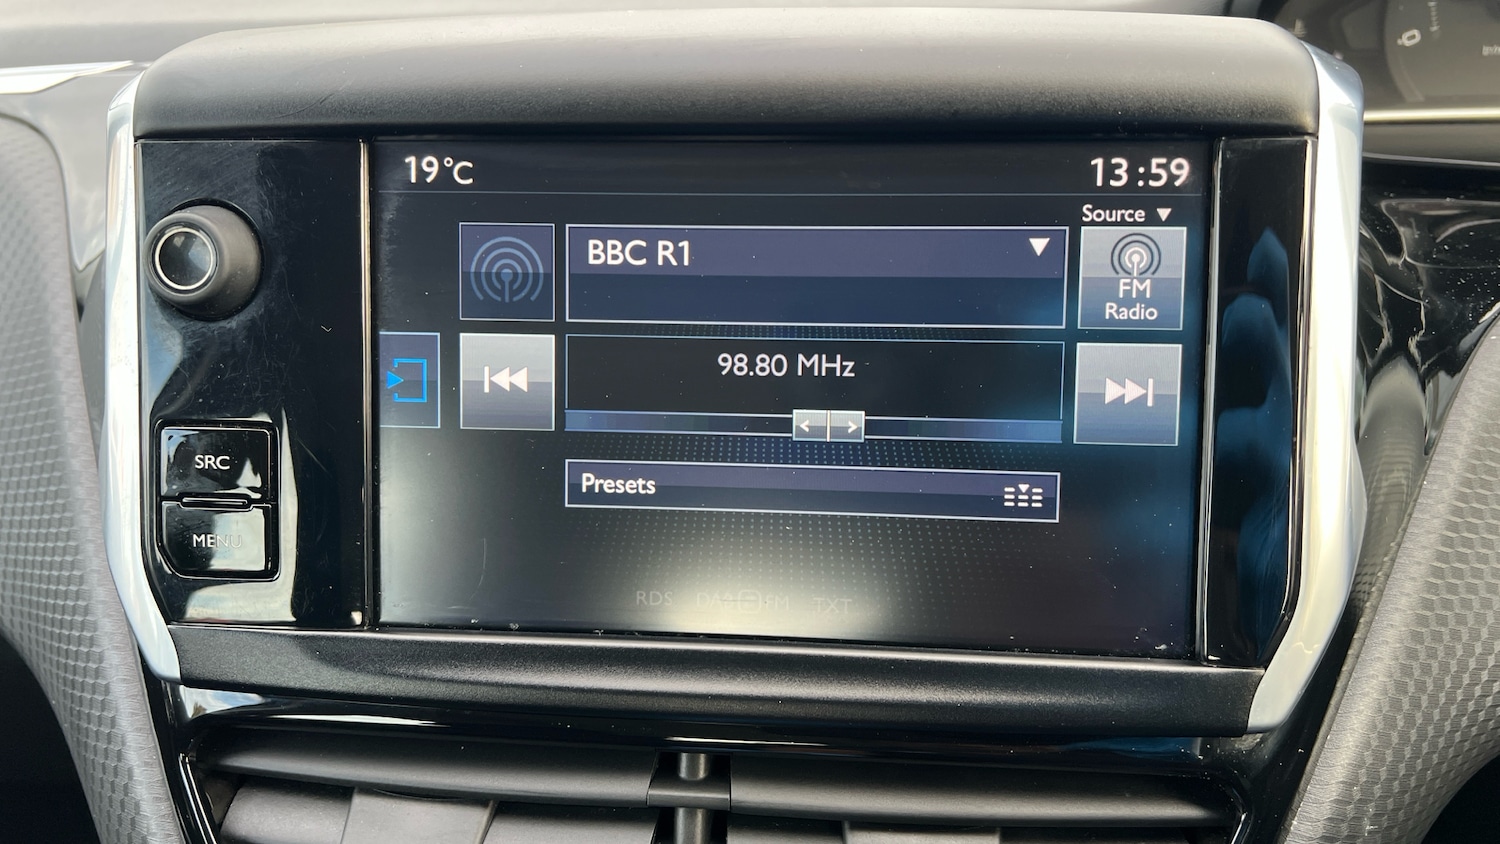 19°C
13:59
Source
BBC R1
FM
Radio
98.80 MHz
SRC
Presets
MENU
RDS
TXT